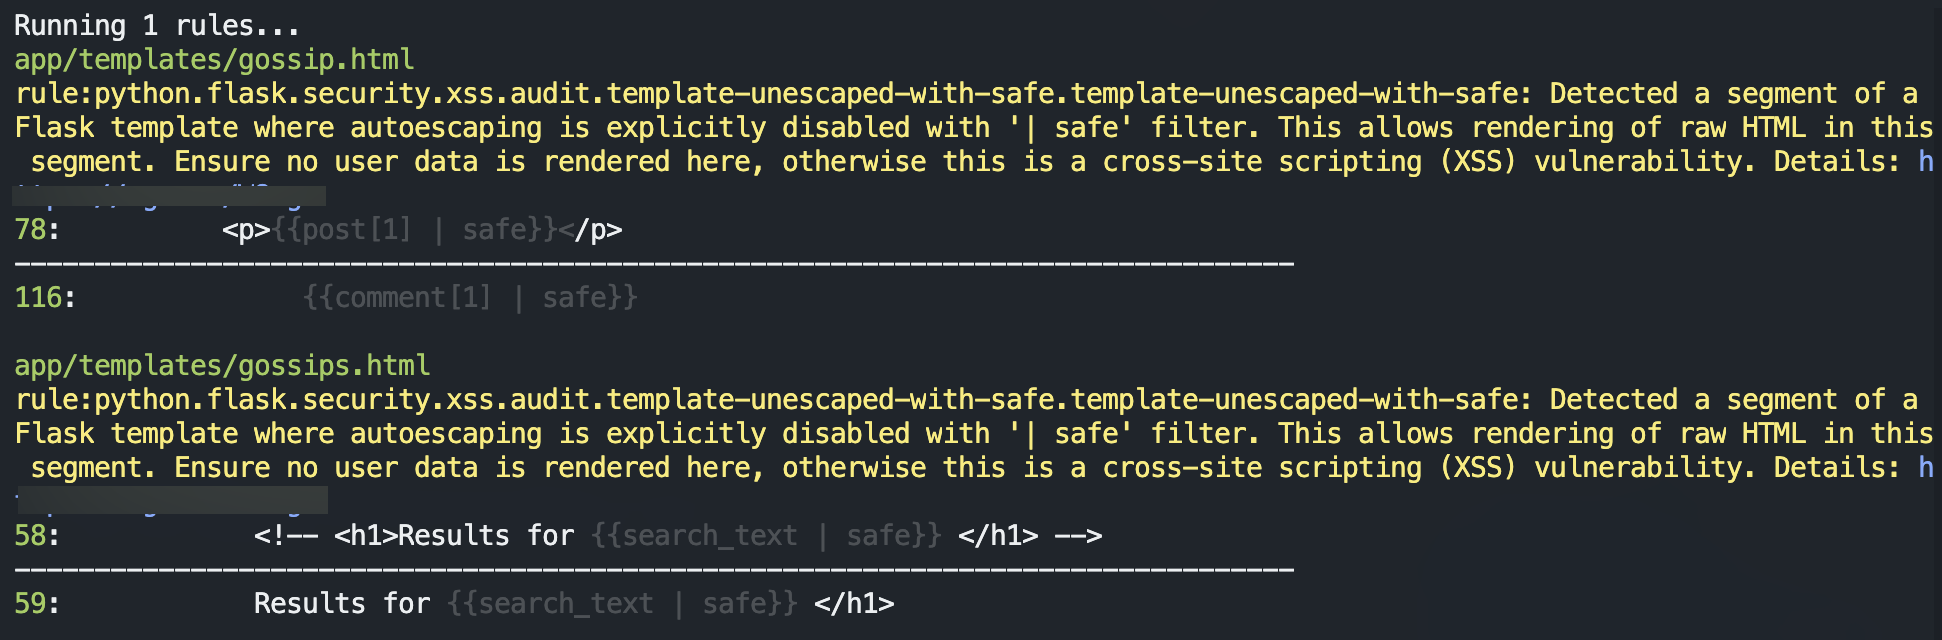 Running 1 rules...
app/templates/gossip.html
rule:python.flask.security.xss.audit.template-unescaped-with-safe.template-unescaped-with-safe: Detected a segment of a
Flask template where autoescaping is explicitly disabled with '| safe' filter. This allows rendering of raw HTML in this
segment. Ensure no user data is rendered here, otherwise this is a cross-site scripting (XSS) vulnerability. Details: h
78:          <p>{{post[1] | safe}}</p>
--------------------------------------------------------------------------------
116:              {{comment[1] | safe}}
app/templates/gossips.html
rule:python.flask.security.xss.audit.template-unescaped-with-safe.template-unescaped-with-safe: Detected a segment of a
Flask template where autoescaping is explicitly disabled with '| safe' filter. This allows rendering of raw HTML in this
segment. Ensure no user data is rendered here, otherwise this is a cross-site scripting (XSS) vulnerability. Details: h
58:            <!-- <h1>Results for {{search_text | safe}} </h1> -->
--------------------------------------------------------------------------------
59:            Results for {{search_text | safe}} </h1>